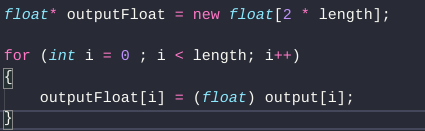 float* outputFloat = new float[2 * length];
for (int i = 0 ; i < length; i++)
{
    outputFloat[i] = (float) output[i];
}